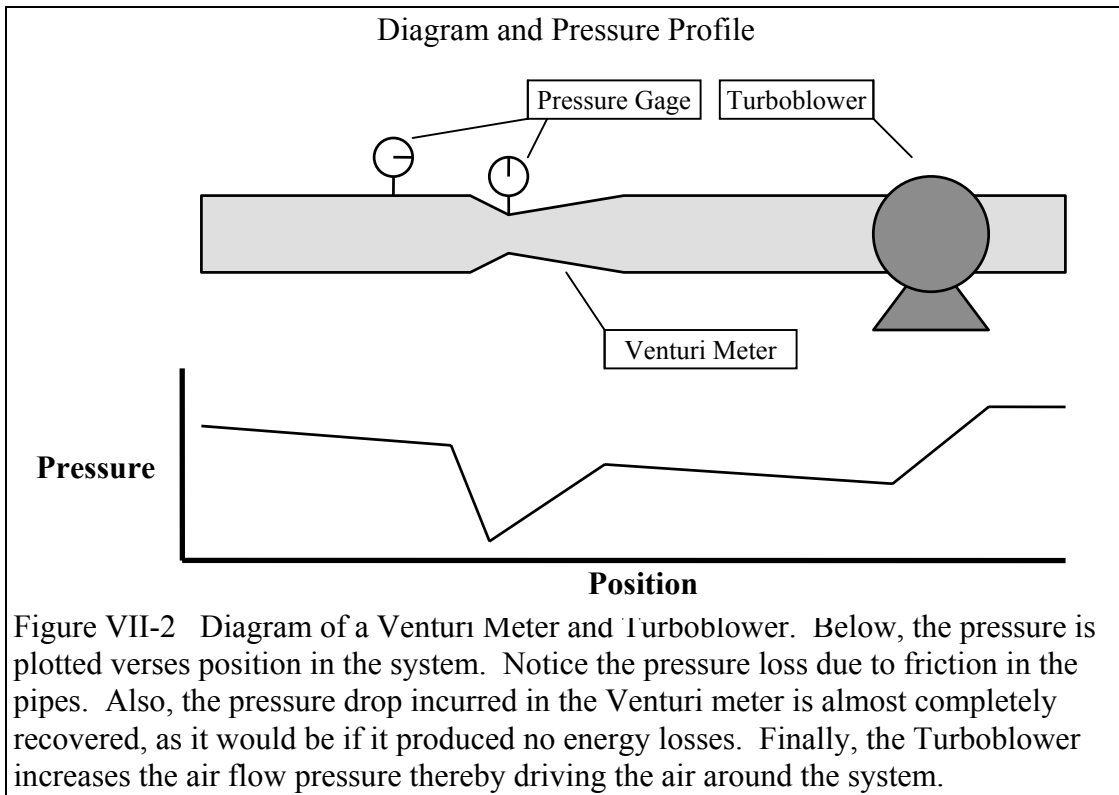 Diagram and Pressure Profile
Pressure Gage
Turboblower
Venturi Meter
Pressure
Position
Figure VII-2 Diagram of a Venturi Meter and Turboblower. Below, the pressure is
plotted verses position in the system. Notice the pressure loss due to friction in the
pipes. Also, the pressure drop incurred in the Venturi meter is almost completely
recovered, as it would be if it produced no energy losses. Finally, the Turboblower
increases the air flow pressure thereby driving the air around the system.